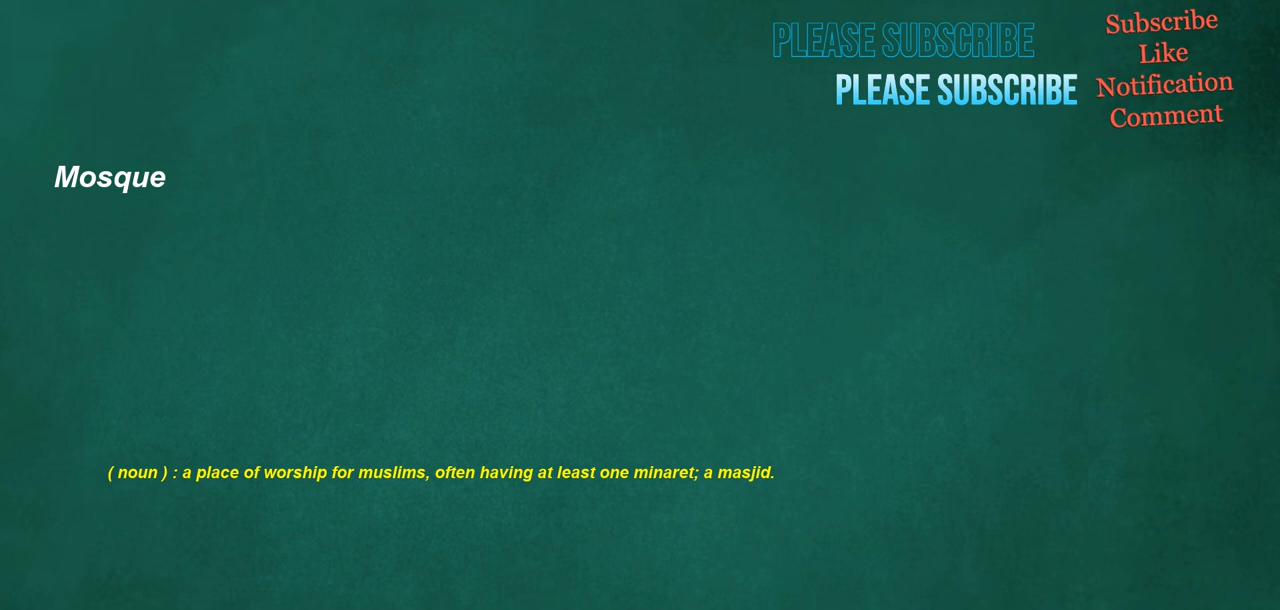 PLEASE SUBSCRIBE
PLEASE SUBSCRIBE
Subscribe
Like
Notification
Comment
Mosque
( noun ) : a place of worship for muslims, often having at least one minaret; a masjid.